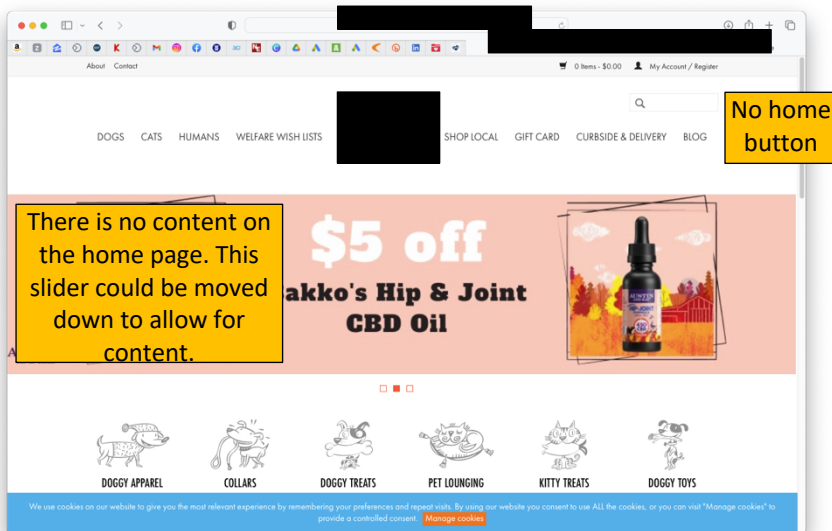 About Contact
0 Items - $0.00 My Account / Register
DOGS CATS HUMANS WELFARE WISH LISTS SHOP LOCAL GIFT CARD CURBSIDE & DELIVERY BLOG
No home
button
There is no content on
the home page. This
slider could be moved
down to allow for
content.
$5 off
akko's Hip & Joint
CBD Oil
AUSTIN
HIP & JOINT
DOGGY APPAREL COLLARS DOGGY TREATS PET LOUNGING KITTY TREATS DOGGY TOYS
We use cookies on our website to give you the most relevant experience by remembering your preferences and repeat visits. By using our website you consent to use ALL the cookies, or you can visit "Manage cookies" to
provide a controlled consent. Manage cookies